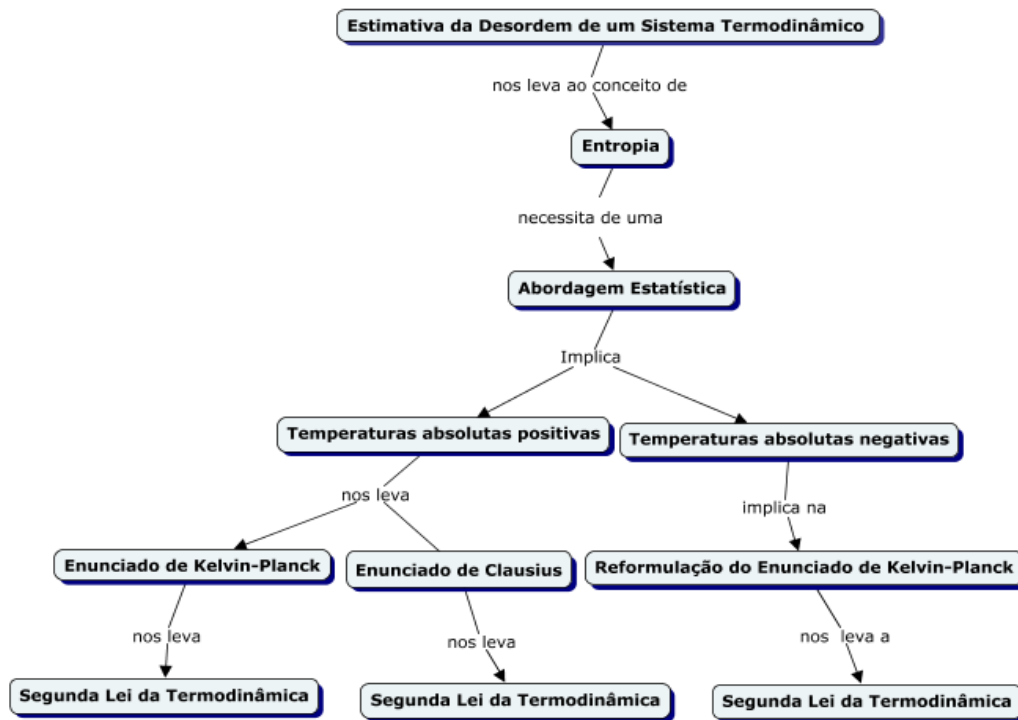 Estimativa da Desordem de um Sistema Termodinâmico
nos leva ao conceito de
Entropia
necessita de uma
Abordagem Estatística
Implica
Temperaturas absolutas positivas
Temperaturas absolutas negativas
nos leva
implica na
Enunciado de Kelvin-Planck
Enunciado de Clausius
Reformulação do Enunciado de Kelvin-Planck
nos leva
nos leva
nos leva a
Segunda Lei da Termodinâmica
Segunda Lei da Termodinâmica
Segunda Lei da Termodinâmica